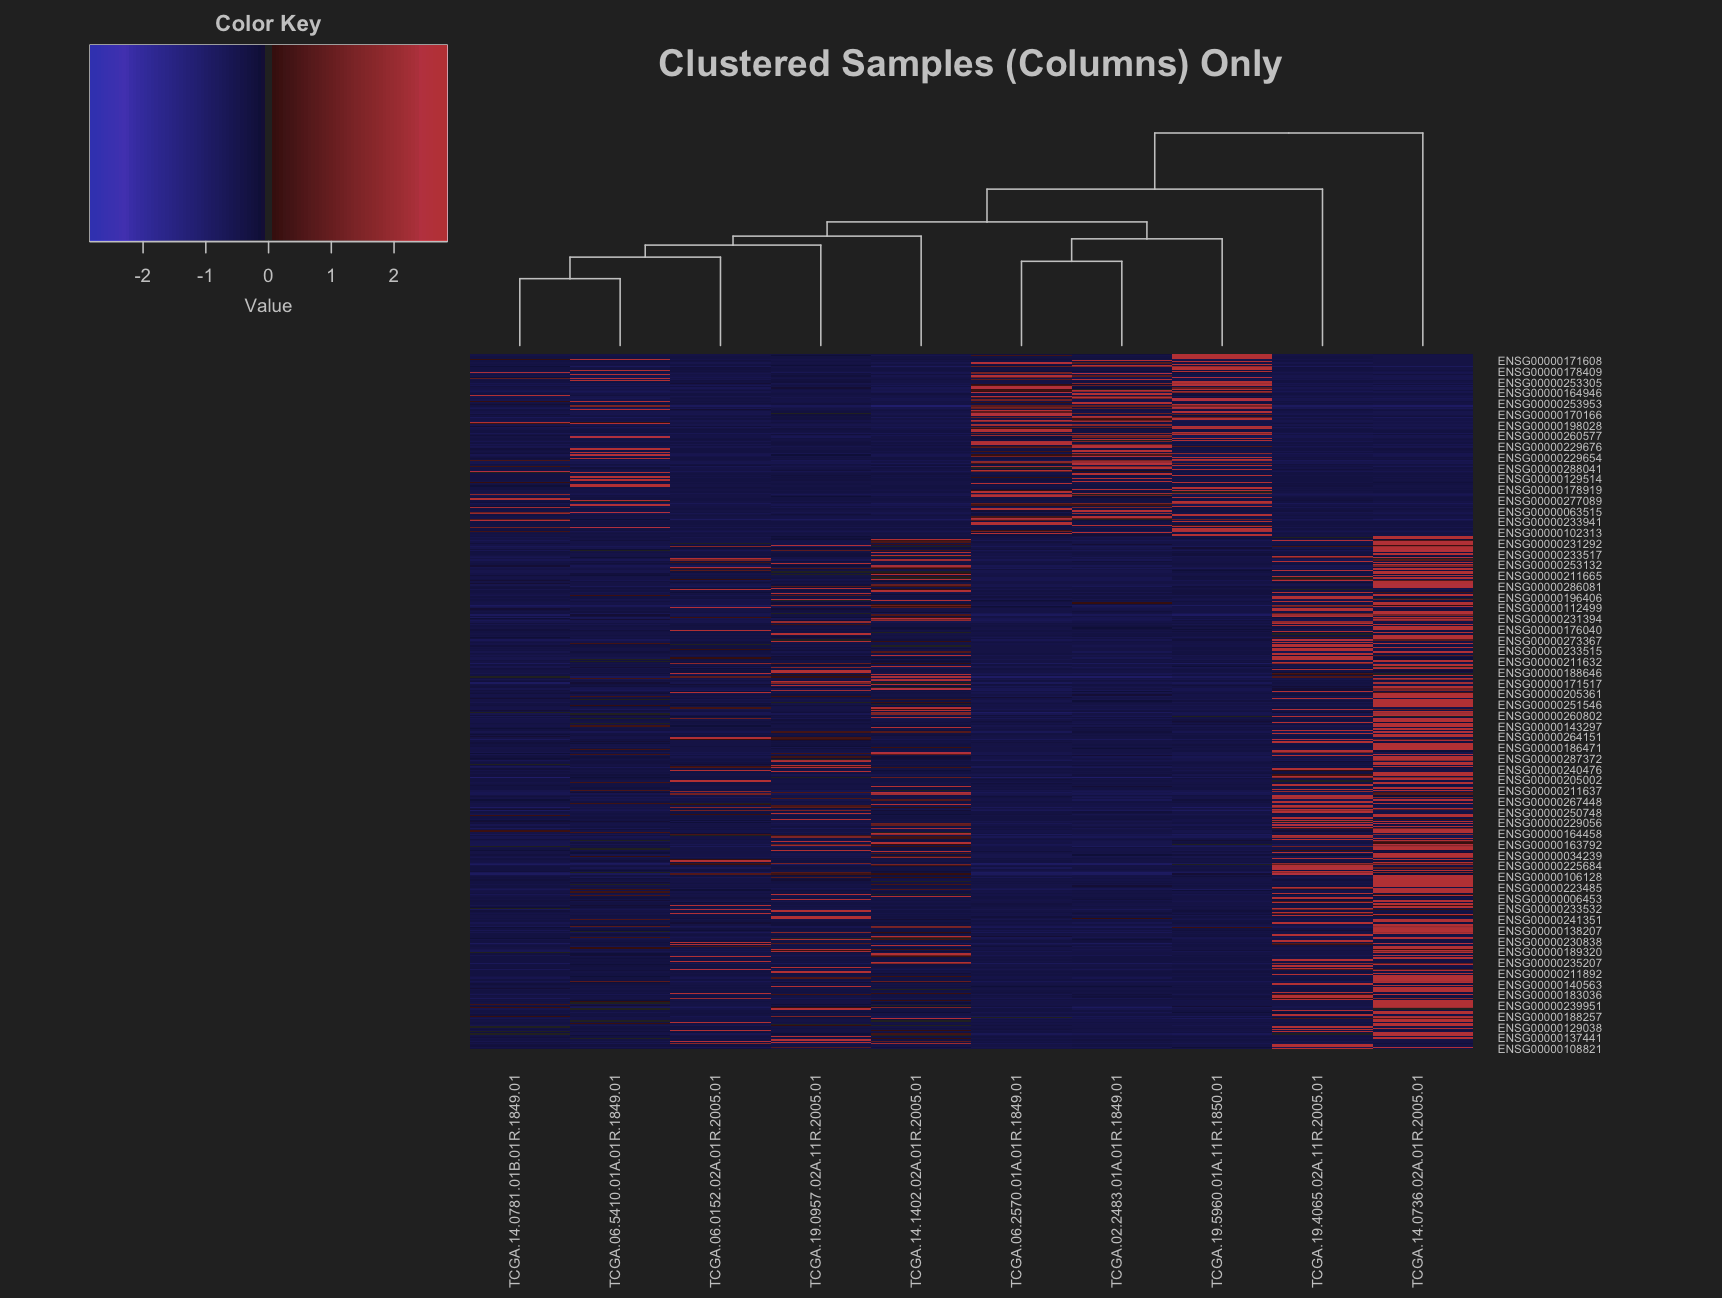 Color Key
-2 -1 0 1 2
Value
Clustered Samples (Columns) Only
ENSG00000171608
ENSG00000178409
ENSG00000253305
ENSG00000164946
ENSG00000253953
ENSG00000170166
ENSG00000198028
ENSG00000260577
ENSG00000229676
ENSG00000229654
ENSG00000288041
ENSG00000129514
ENSG00000178919
ENSG00000277089
ENSG00000063515
ENSG00000233941
ENSG00000102313
ENSG00000231292
ENSG00000233517
ENSG00000253132
ENSG00000211665
ENSG00000286081
ENSG00000196406
ENSG00000112499
ENSG00000231394
ENSG00000176040
ENSG00000273367
ENSG00000233515
ENSG00000211632
ENSG00000188646
ENSG00000171517
ENSG00000205361
ENSG00000251546
ENSG00000260802
ENSG00000143297
ENSG00000264151
ENSG00000186471
ENSG00000287372
ENSG00000240476
ENSG00000205002
ENSG00000211637
ENSG00000267448
ENSG00000250748
ENSG00000229056
ENSG00000164458
ENSG00000163792
ENSG00000034239
ENSG00000225684
ENSG00000106128
ENSG00000223485
ENSG00000006453
ENSG00000233532
ENSG00000241351
ENSG00000138207
ENSG00000230838
ENSG00000189320
ENSG00000235207
ENSG00000211892
ENSG00000140563
ENSG00000183036
ENSG00000239951
ENSG00000188257
ENSG00000129038
ENSG00000137441
ENSG00000108821
TCGA.14.0781.01B.01R.1849.01
TCGA.06.5410.01A.01R.1849.01
TCGA.06.0152.02A.01R.2005.01
TCGA.19.0957.02A.11R.2005.01
TCGA.14.1402.02A.01R.2005.01
TCGA.06.2570.01A.01R.1849.01
TCGA.02.2483.01A.01R.1849.01
TCGA.19.5960.01A.11R.1850.01
TCGA.19.4065.02A.11R.2005.01
TCGA.14.0736.02A.01R.2005.01